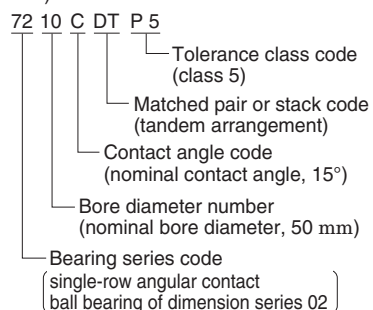 72 10 C DT P 5
Tolerance class code
(class 5)
Matched pair or stack code
(tandem arrangement)
Contact angle code
(nominal contact angle, 15°)
Bore diameter number
(nominal bore diameter, 50 mm)
Bearing series code
(single-row angular contact
ball bearing of dimension series 02)